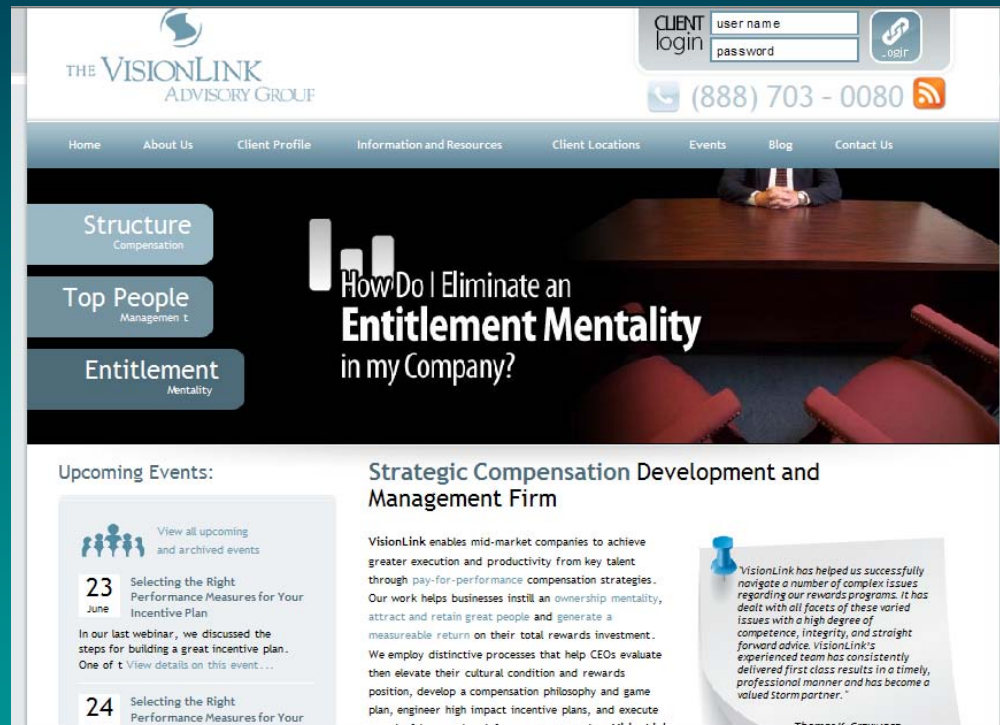 THE VISIONLINK
ADVISORY GROUP
CLIENT
login
user name
password
Login
(888) 703 - 0080
Home About Us Client Profile Information and Resources Client Locations Events Blog Contact Us
Structure
Compensation
Top People
Managemen t
Entitlement
Mentality
How Do I Eliminate an
Entitlement Mentality
in my Company?
Upcoming Events:
View all upcoming
and archived events
23
June
Selecting the Right
Performance Measures for Your
Incentive Plan
In our last webinar, we discussed the
steps for building a great incentive plan.
One of t View details on this event...
24
Selecting the Right
Performance Measures for Your
Strategic Compensation Development and
Management Firm
VisionLink enables mid-market companies to achieve
greater execution and productivity from key talent
through pay-for-performance compensation strategies.
Our work helps businesses instill an ownership mentality,
attract and retain great people and generate a
measureable return on their total rewards investment.
We employ distinctive processes that help CEOs evaluate
then elevate their cultural condition and rewards
position, develop a compensation philosophy and game
plan, engineer high impact incentive plans, and execute
"VisionLink has helped us successfully
navigate a number of complex issues
regarding our rewards programs. It has
dealt with all facets of these varied
issues with a high degree of
competence, integrity, and straight
forward advice. VisionLink's
experienced team has consistently
delivered first class results in a timely,
professional manner and has become a
valued Storm partner."